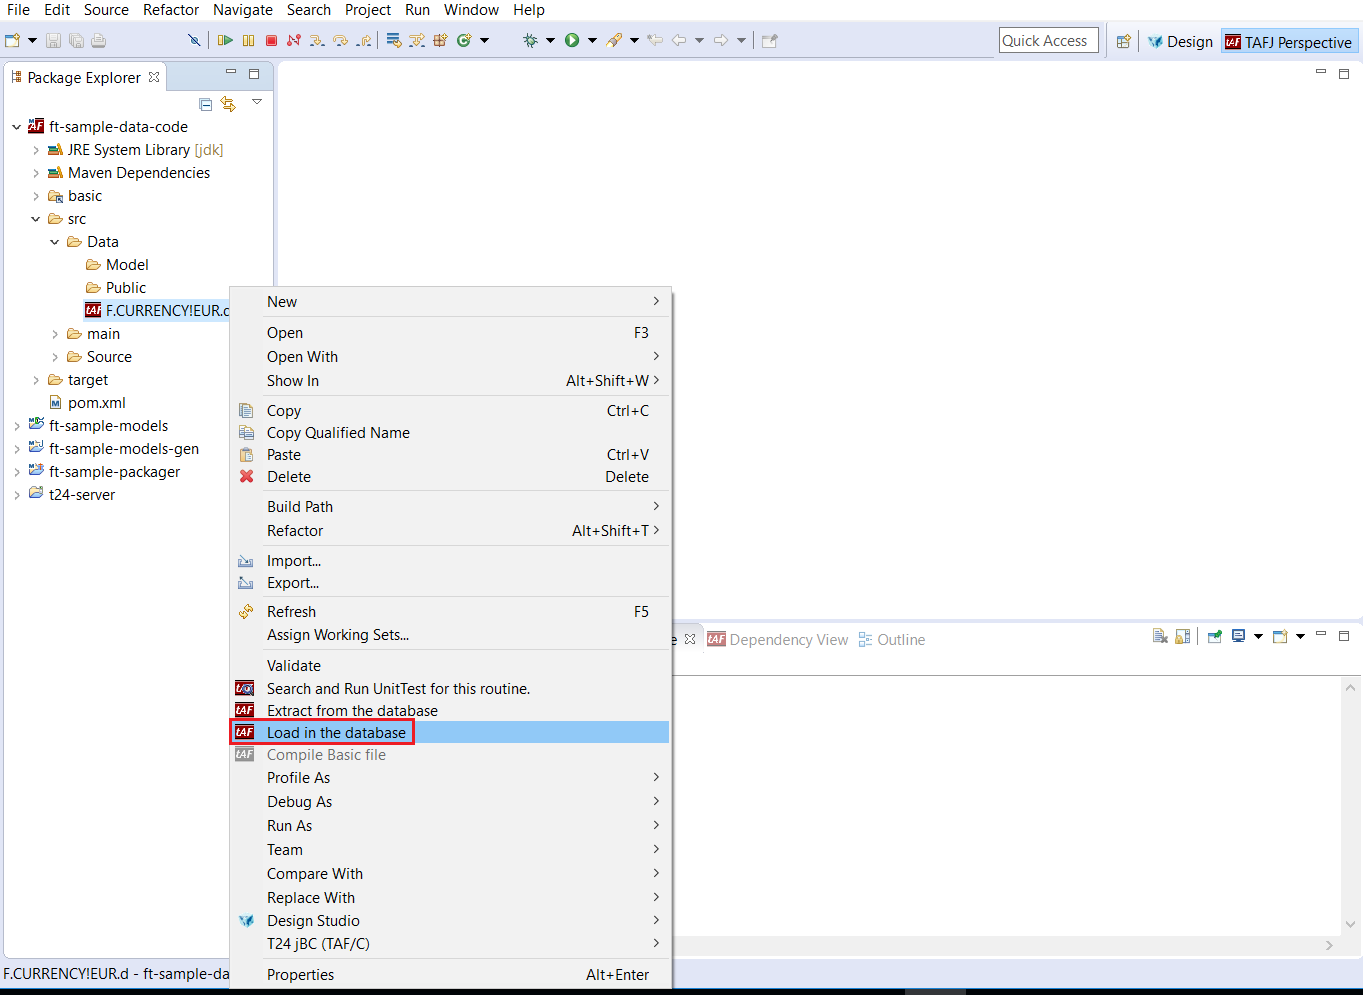 File Edit Source Refactor Navigate Search Project Run Window Help
Quick Access Design tAF TAFJ Perspective
Package Explorer
ft-sample-data-code
JRE System Library [jdk]
Maven Dependencies
basic
src
Data
Model
Public
tAF F.CURRENCY!EUR.d
main
Source
target
pom.xml
ft-sample-models
ft-sample-models-gen
ft-sample-packager
t24-server
New
Open F3
Open With
Show In Alt+Shift+W
Copy Ctrl+C
Copy Qualified Name
Paste Ctrl+V
Delete Delete
Build Path
Refactor Alt+Shift+T
Import...
Export...
Refresh F5
Assign Working Sets...
Validate
Search and Run UnitTest for this routine.
tAF Extract from the database
tAF Load in the database
tAF Compile Basic file
Profile As
Debug As
Run As
Team
Compare With
Replace With
Design Studio
T24 jBC (TAF/C)
Properties Alt+Enter
e tAF Dependency View Outline
F.CURRENCY!EUR.d - ft-sample-da